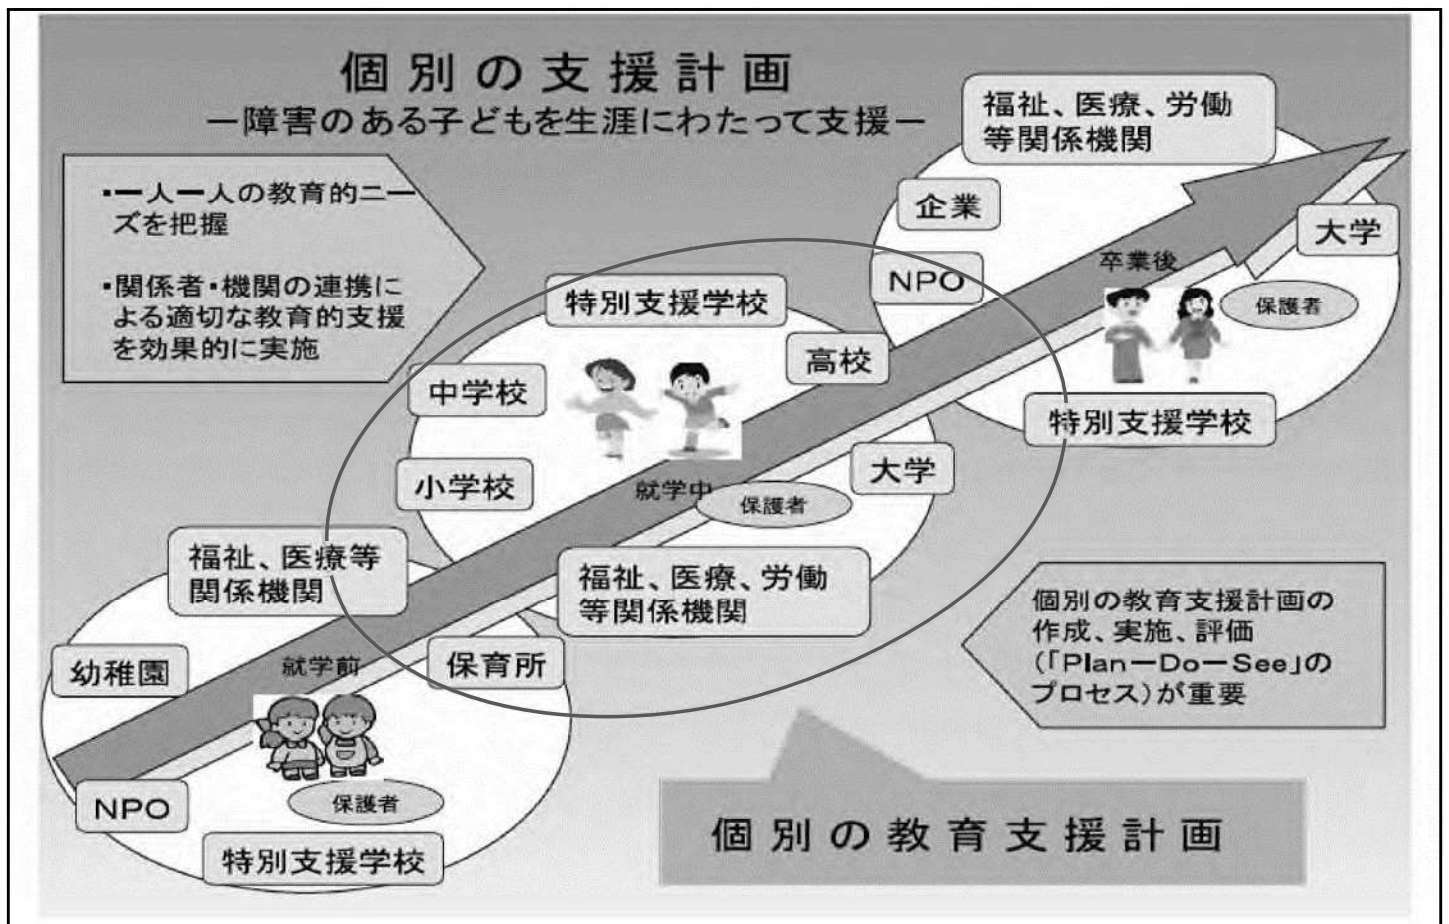 個別の支援計画
－障害のある子どもを生涯にわたって支援－
・一人一人の教育的ニー
ズを把握
・関係者・機関の連携に
よる適切な教育的支援
を効果的に実施
福祉、医療、労働
等関係機関
企業
NPO
大学
卒業後
保護者
特別支援学校
特別支援学校
中学校
高校
小学校
就学中
保護者
大学
福祉、医療、労働
等関係機関
福祉、医療等
関係機関
幼稚園
就学前
保育所
NPO
保護者
特別支援学校
個別の教育支援計画の
作成、実施、評価
(「Plan－Do－See」の
プロセス)が重要
個別の教育支援計画